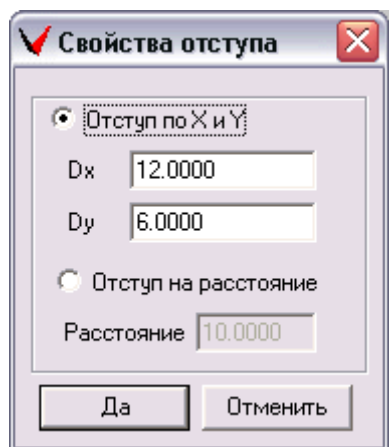 Свойства отступа
Отступ по X и Y
Dx 12.0000
Dy 6.0000
Отступ на расстояние
Расстояние 10.0000
Да Отменить